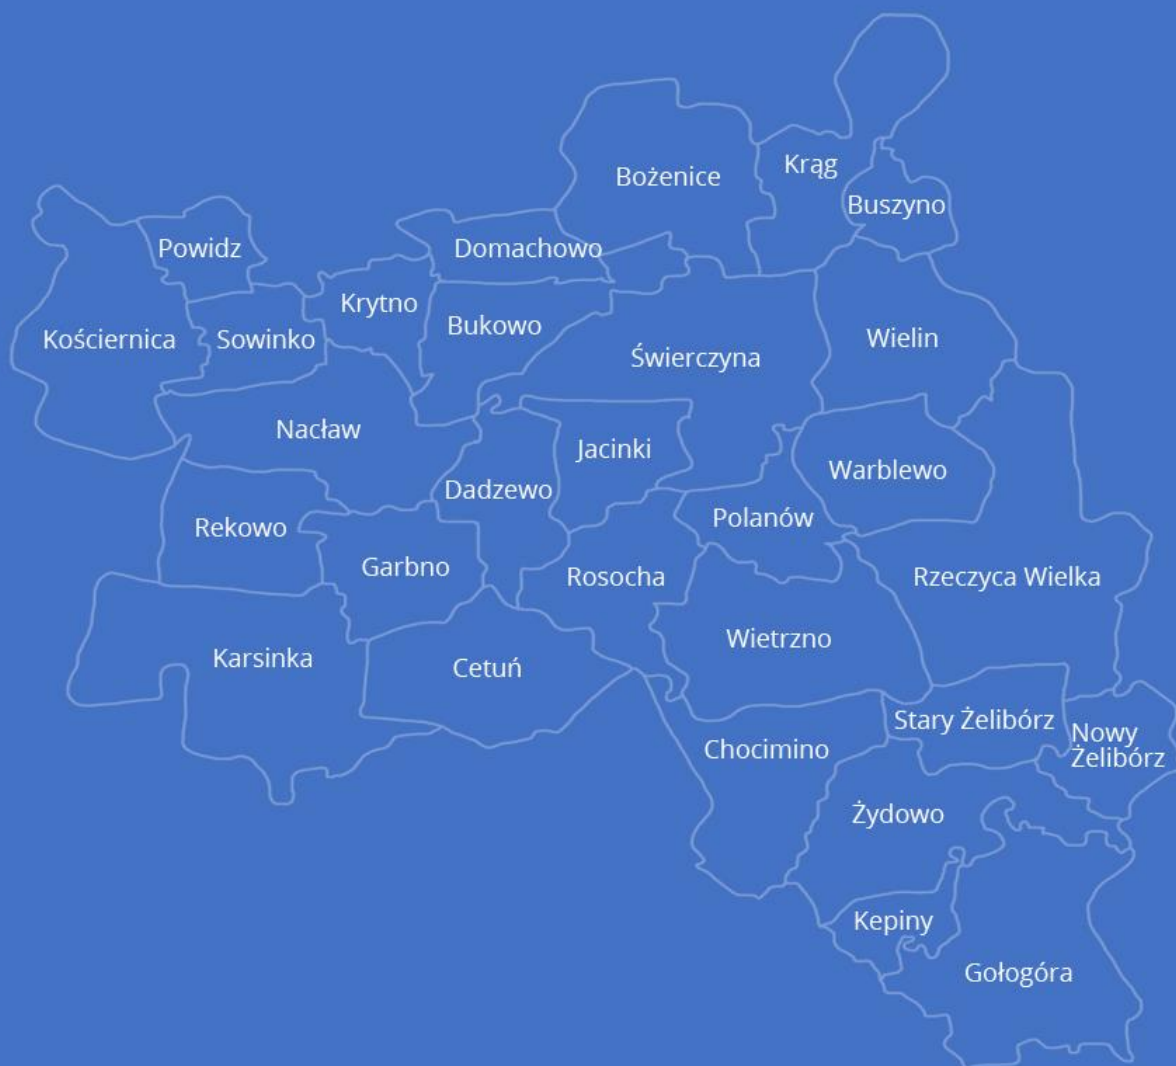 Bożenice
Krąg
Buszyno
Powidz
Domachowo
Krytno
Bukowo
Kościernica
Sowinko
Świerczyna
Wielin
Nacław
Jacinki
Warblewo
Dadzewo
Polanów
Rekowo
Garbno
Rosocha
Rzeczyca Wielka
Wietrzno
Karsinka
Cetuń
Stary Żelibórz
Nowy
Żelibórz
Chocimino
Żydowo
Kepiny
Gołogóra